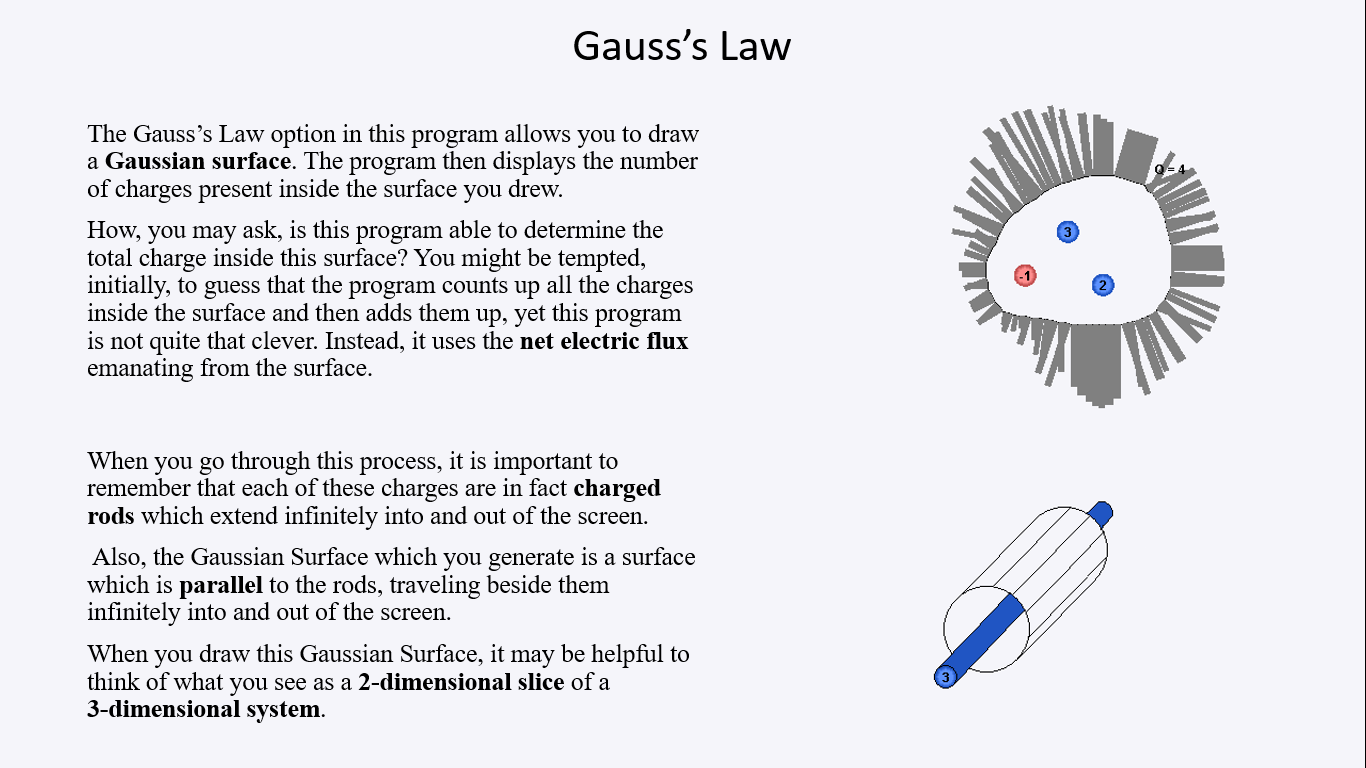 Gauss’s Law
The Gauss’s Law option in this program allows you to draw
a Gaussian surface. The program then displays the number
of charges present inside the surface you drew.
How, you may ask, is this program able to determine the
total charge inside this surface? You might be tempted,
initially, to guess that the program counts up all the charges
inside the surface and then adds them up, yet this program
is not quite that clever. Instead, it uses the net electric flux
emanating from the surface.
When you go through this process, it is important to
remember that each of these charges are in fact charged
rods which extend infinitely into and out of the screen.
Also, the Gaussian Surface which you generate is a surface
which is parallel to the rods, traveling beside them
infinitely into and out of the screen.
When you draw this Gaussian Surface, it may be helpful to
think of what you see as a 2-dimensional slice of a
3-dimensional system.
Q = 4
3
-1
2
3